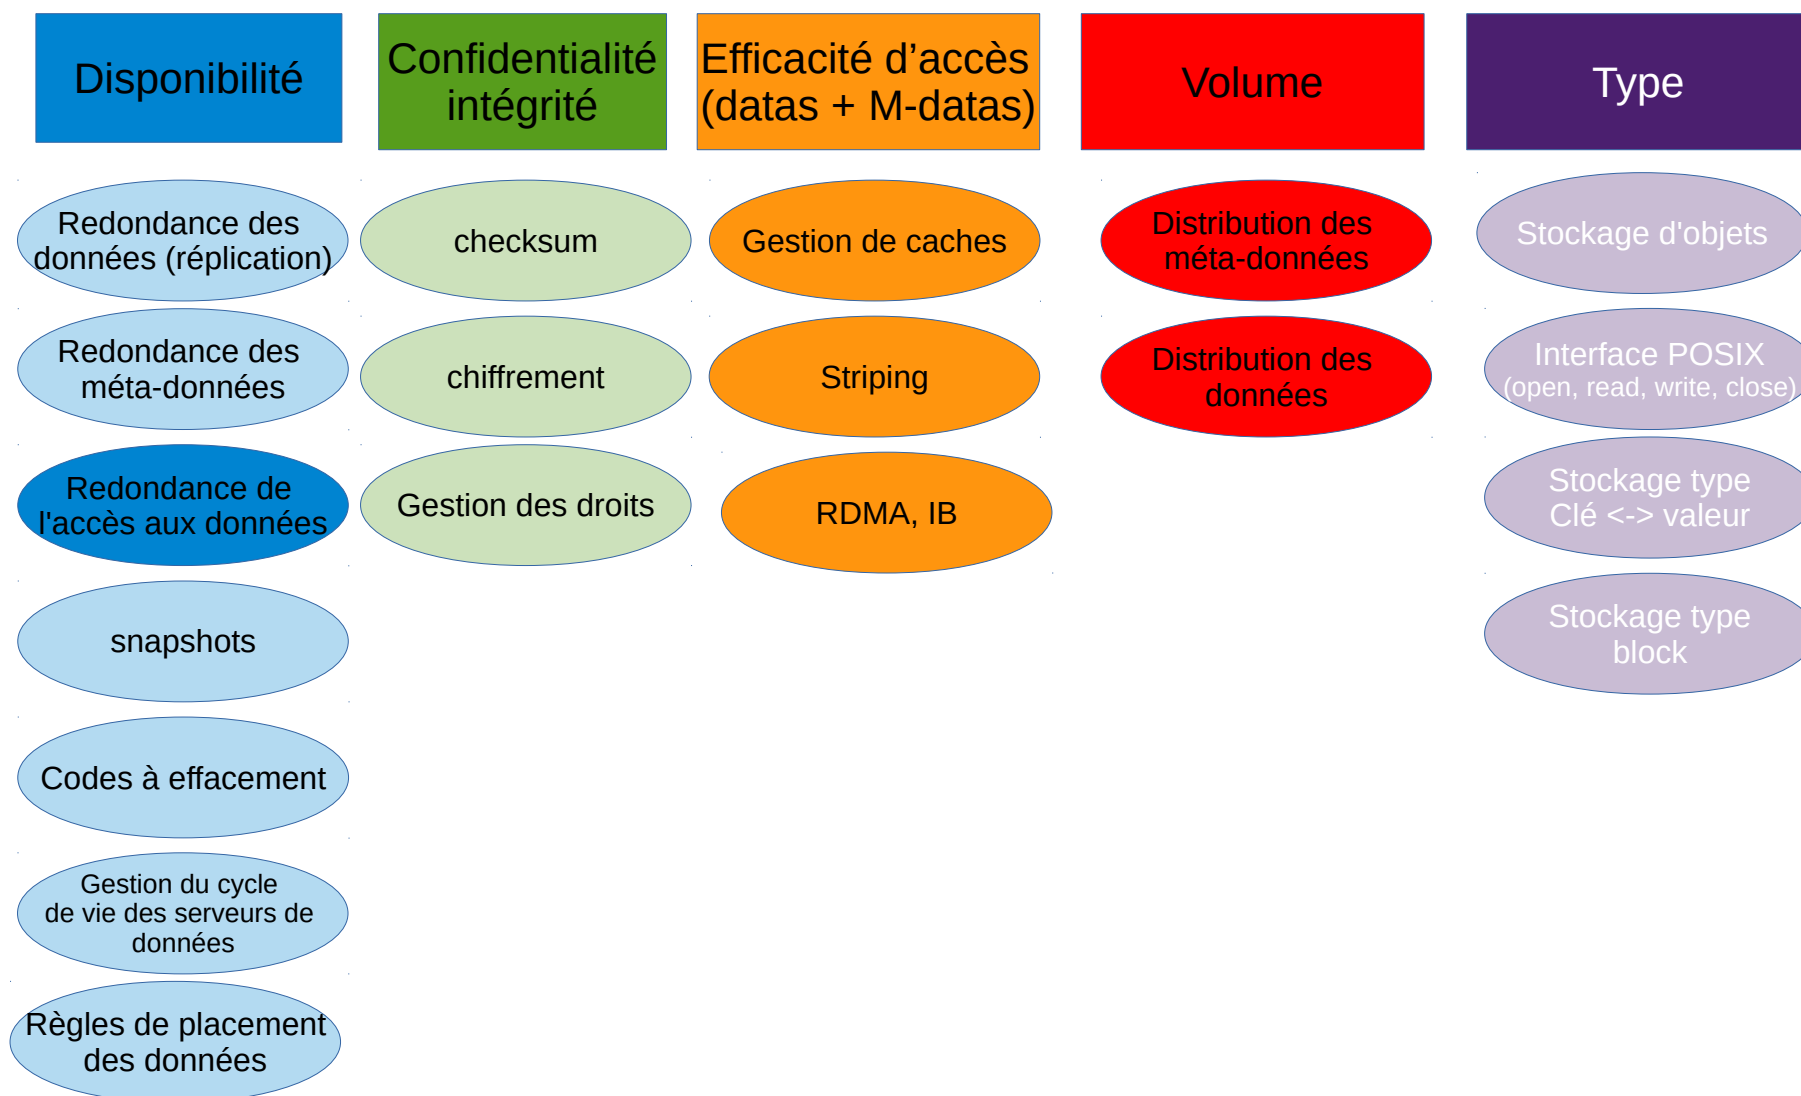 Disponibilité
Confidentialité
intégrité
Efficacité d'accès
(datas + M-datas)
Volume
Type
Redondance des
données (réplication)
Redondance des
méta-données
Redondance de
l'accès aux données
snapshots
Codes à effacement
Gestion du cycle
de vie des serveurs de
données
Règles de placement
des données
checksum
chiffrement
Gestion des droits
Gestion de caches
Striping
RDMA, IB
Distribution des
méta-données
Distribution des
données
Stockage d'objets
Interface POSIX
(open, read, write, close)
Stockage type
Clé <-> valeur
Stockage type
block